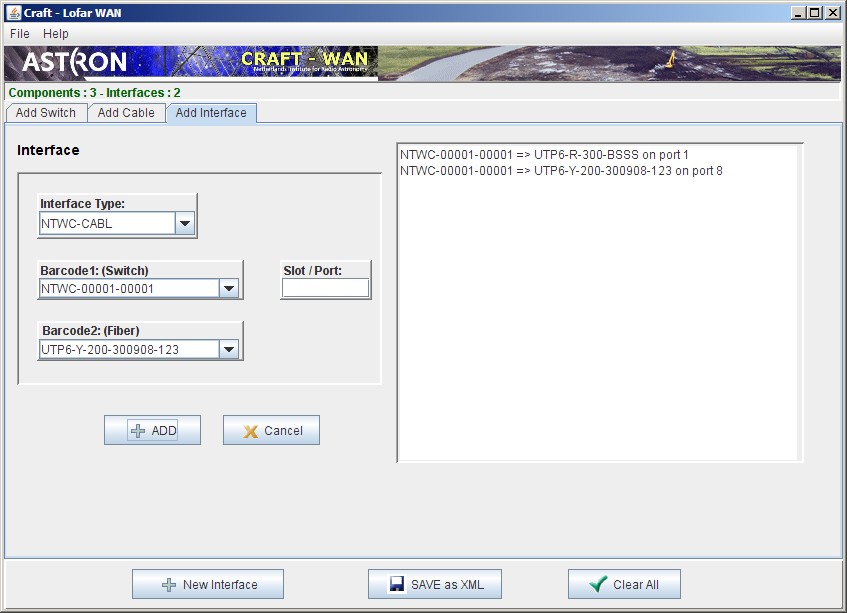 Craft - Lofar WAN
File Help
ASTRON
CRAFT - WAN
Netherlands Institute for Radio Astronomy
Components : 3 - Interfaces : 2
Add Switch Add Cable Add Interface
Interface
Interface Type:
NTWC-CABL
Barcode1: (Switch) Slot / Port:
NTWC-00001-00001
Barcode2: (Fiber)
UTP6-Y-200-300908-123
ADD Cancel
NTWC-00001-00001 => UTP6-R-300-BSSS on port 1
NTWC-00001-00001 => UTP6-Y-200-300908-123 on port 8
New Interface SAVE as XML Clear All